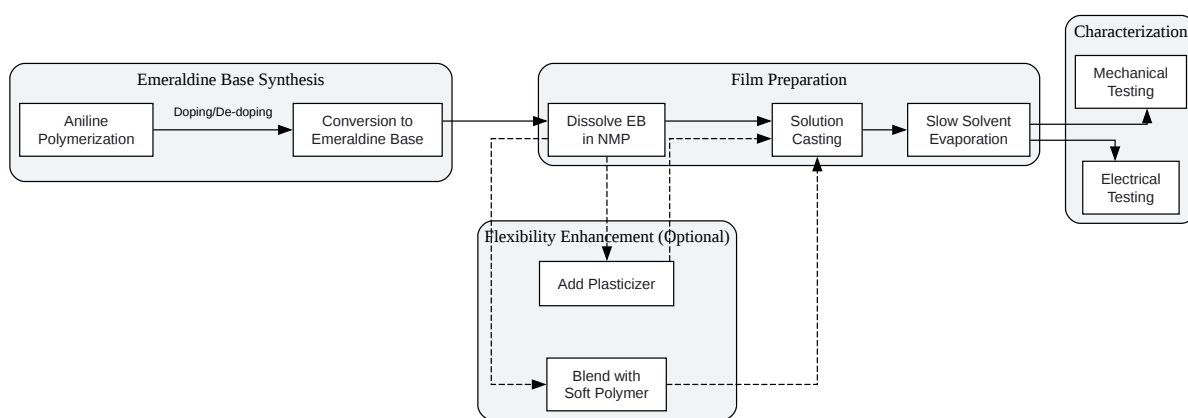 Emeraldine Base Synthesis
Aniline
Polymerization
Doping/De-doping
Conversion to
Emeraldine Base
Film Preparation
Dissolve EB
in NMP
Solution
Casting
Slow Solvent
Evaporation
Characterization
Mechanical
Testing
Electrical
Testing
Flexibility Enhancement (Optional)
Add Plasticizer
Blend with
Soft Polymer